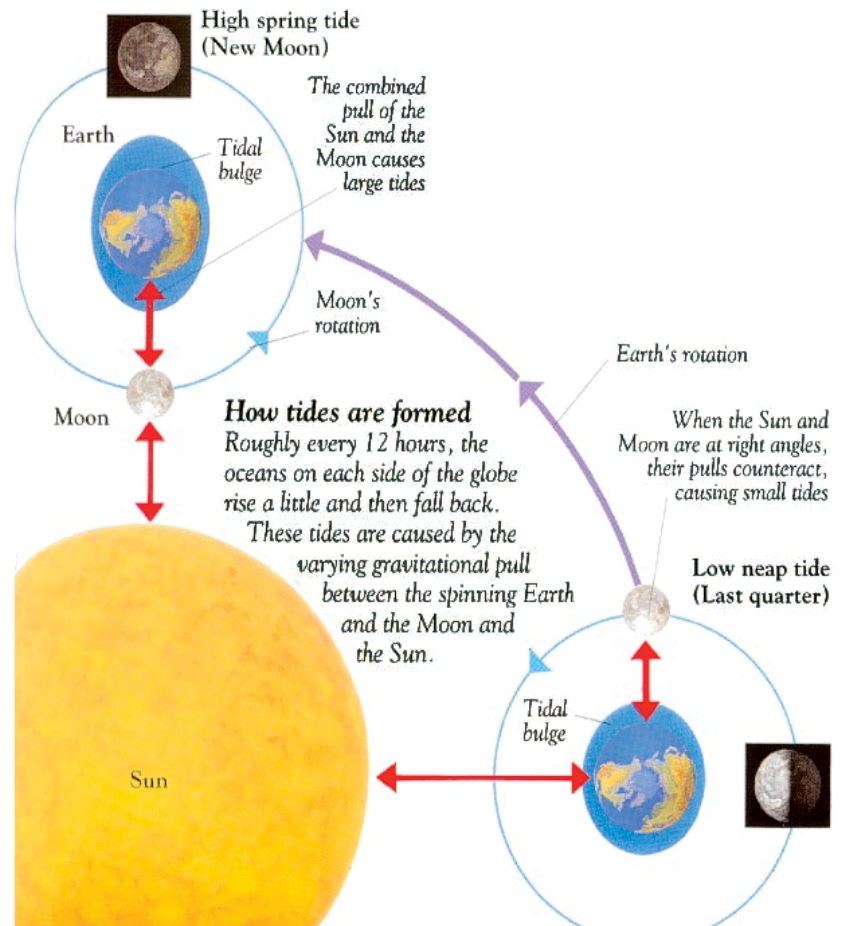 High spring tide
(New Moon)
The combined
pull of the
Sun and the
Moon causes
large tides
Earth
Tidal
bulge
Moon's
rotation
Earth's rotation
Moon
How tides are formed
Roughly every 12 hours, the
oceans on each side of the globe
rise a little and then fall back.
These tides are caused by the
varying gravitational pull
between the spinning Earth
and the Moon and
the Sun.
When the Sun and
Moon are at right angles,
their pulls counteract,
causing small tides
Low neap tide
(Last quarter)
Tidal
bulge
Sun